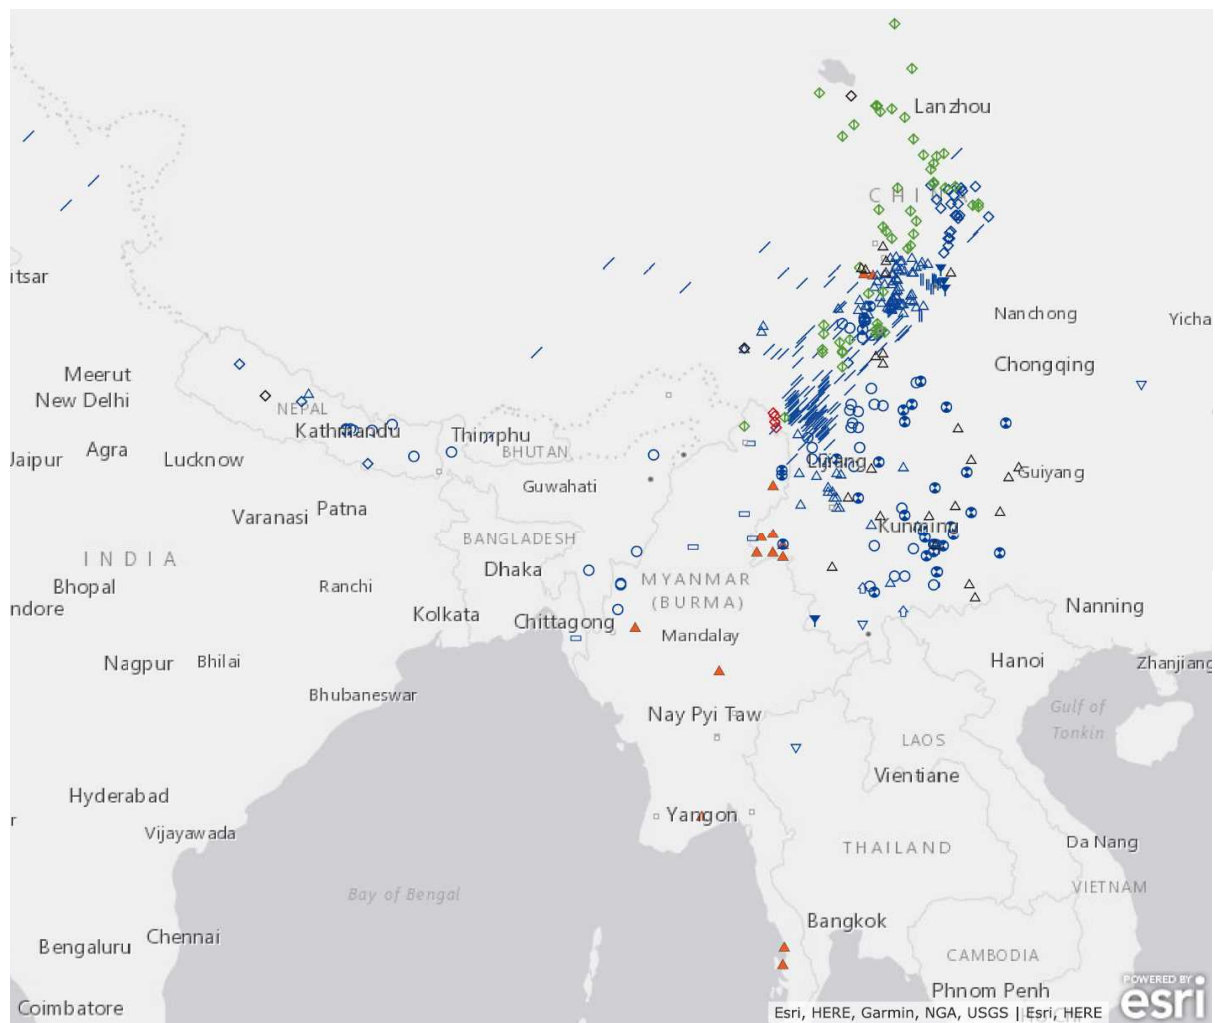 Lanzhou
CHINA
itsar
Nanchong
Yicha
Chongqing
Meerut
New Delhi
NEPAL
Kathmandu
Thimphu
BHUTAN
Agra
Jaipur
Lucknow
Lijiang
Guiyang
Guwahati
Patna
Varanasi
Kunming
BANGLADESH
INDIA
Dhaka
MYANMAR
(BURMA)
Bhopal
Ranchi
ndore
Kolkata
Chittagong
Mandalay
Nanning
Nagpur
Bhilai
Hanoi
Zhanjiang
Bhubaneswar
Nay Pyi Taw
Gulf of
Tonkin
LAOS
Vientiane
Hyderabad
r
Yangon
Vijayawada
THAILAND
Da Nang
Bay of Bengal
VIETNAM
Bangkok
Chennai
Bengaluru
CAMBODIA
Phnom Penh
Coimbatore
POWERED BY
esri
Esri, HERE, Garmin, NGA, USGS | Esri, HERE